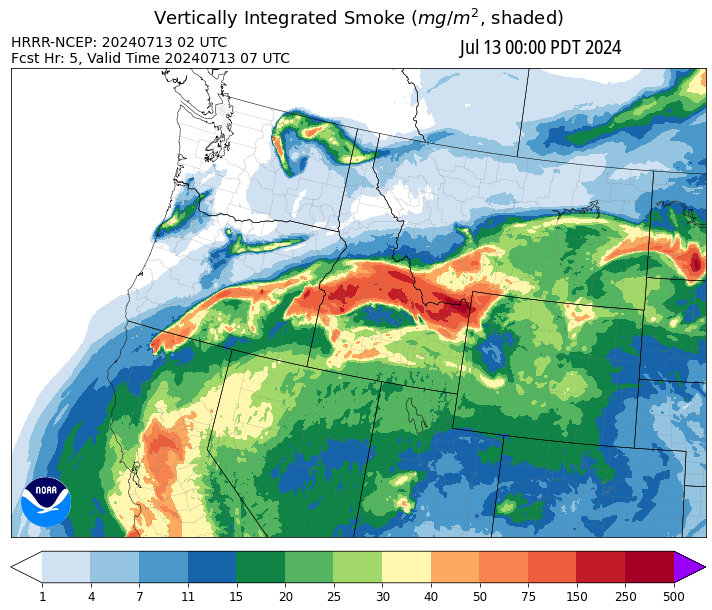 Vertically Integrated Smoke (mg/m², shaded)
HRRR-NCEP: 20240713 02 UTC
Fcst Hr: 5, Valid Time 20240713 07 UTC
Jul 13 00:00 PDT 2024
NOAA
1 4 7 11 15 20 25 30 40 50 75 150 250 500